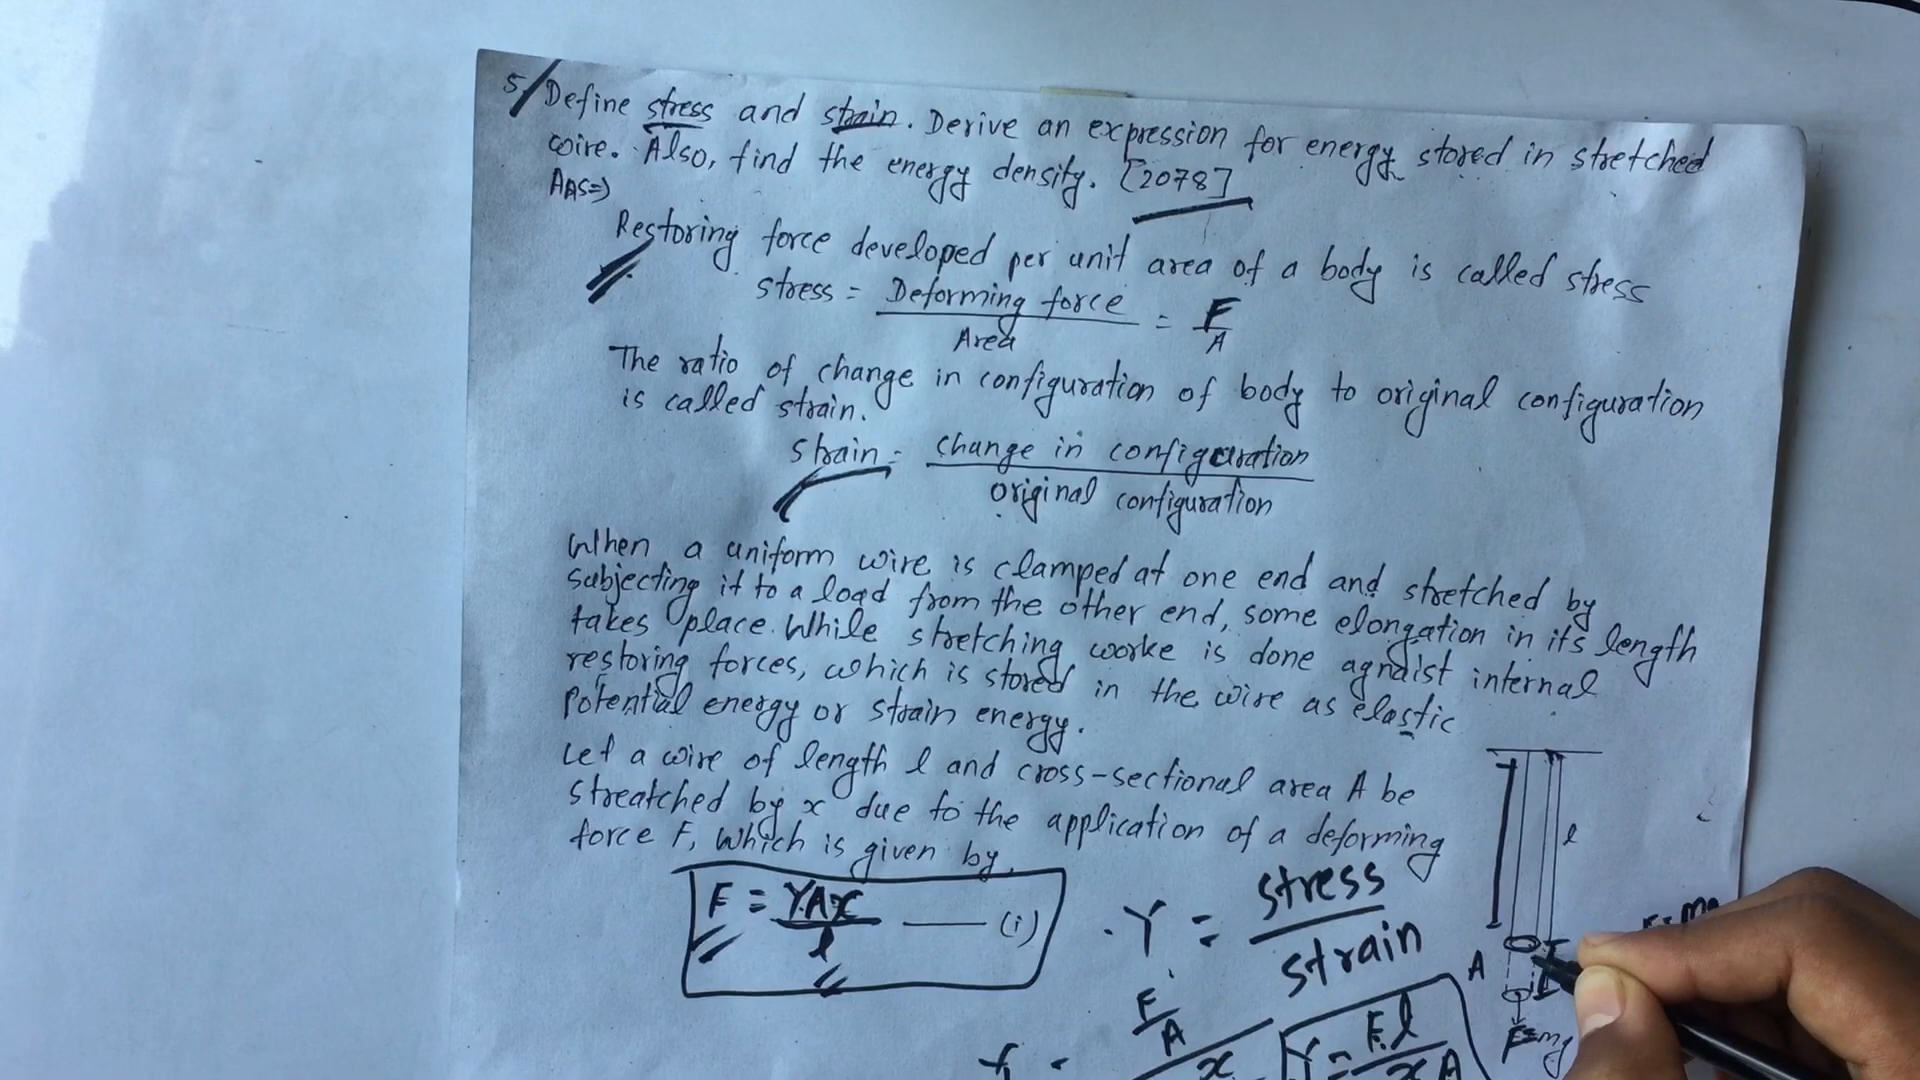 5. Define stress and strain. Derive an expression for energy stored in stretched
wire. Also, find the energy density. [2078]
Ans=)
Restoring force developed per unit area of a body is called stress
stress = Deforming force / Area = F / A
The ratio of change in configuration of body to original configuration
is called strain.
strain = change in configuration / original configuration
When a uniform wire is clamped at one end and stretched by
subjecting it to a load from the other end, some elongation in its length
takes place. While stretching worke is done agnaist internal
restoring forces, which is stored in the wire as elastic
Potential energy or strain energy.
Let a wire of length l and cross-sectional area A be
streatched by x due to the application of a deforming
force F, which is given by,
F = YAx / l —— (i)
Y = stress / strain
F / A
x
Y = F.l / xA
l
A
F=mg